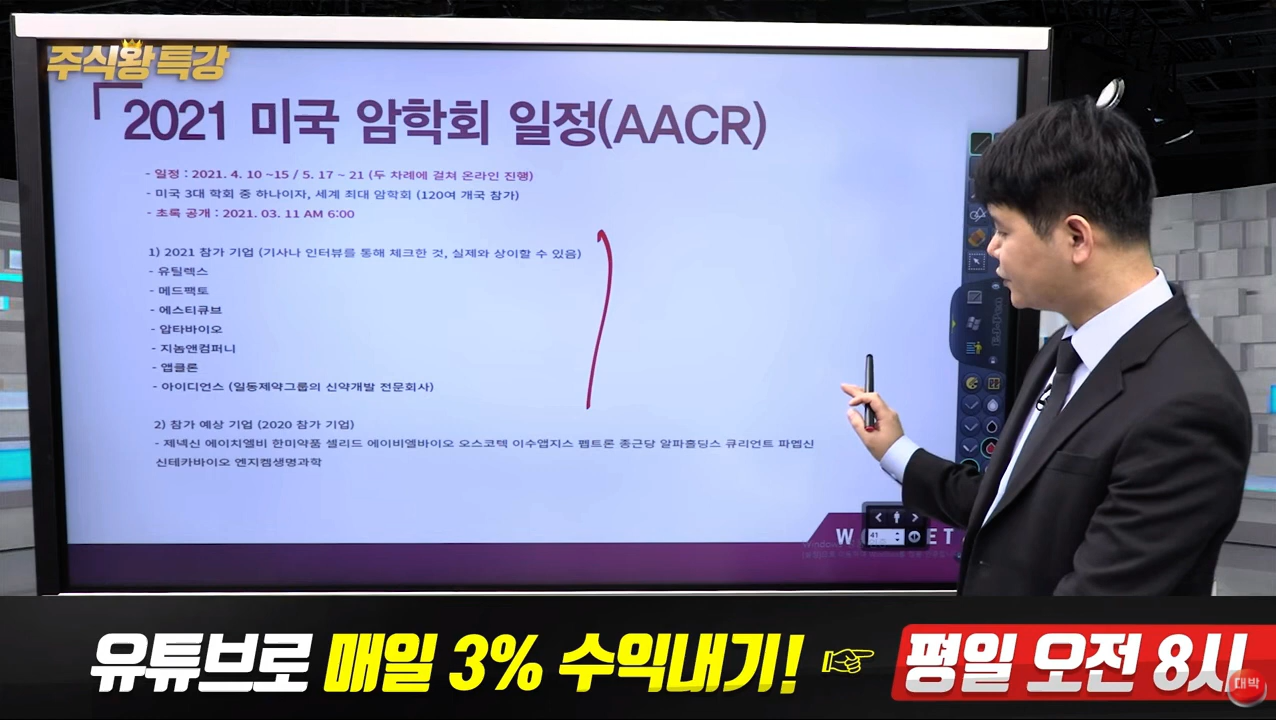 주식왕 특강
2021 미국 암학회 일정(AACR)
- 일정 : 2021. 4. 10 ~15 / 5. 17 ~ 21 (두 차례에 걸쳐 온라인 진행)
- 미국 3대 학회 중 하나이자, 세계 최대 암학회 (120여 개국 참가)
- 초록 공개 : 2021. 03. 11 AM 6:00
1) 2021 참가 기업 (기사나 인터뷰를 통해 체크한 것, 실제와 상이할 수 있음)
- 유틸렉스
- 메드팩토
- 에스티큐브
- 압타바이오
- 지놈앤컴퍼니
- 앱클론
- 아이디언스 (일동제약그룹의 신약개발 전문회사)
2) 참가 예상 기업 (2020 참가 기업)
- 제넥신 에이치엘비 한미약품 셀리드 에이비엘바이오 오스코텍 이수앱지스 펩트론 종근당 알파홀딩스 큐리언트 파멥신
신테카바이오 엔지켐생명과학
41
유튜브로 매일 3% 수익내기! 평일 오전 8시
대박